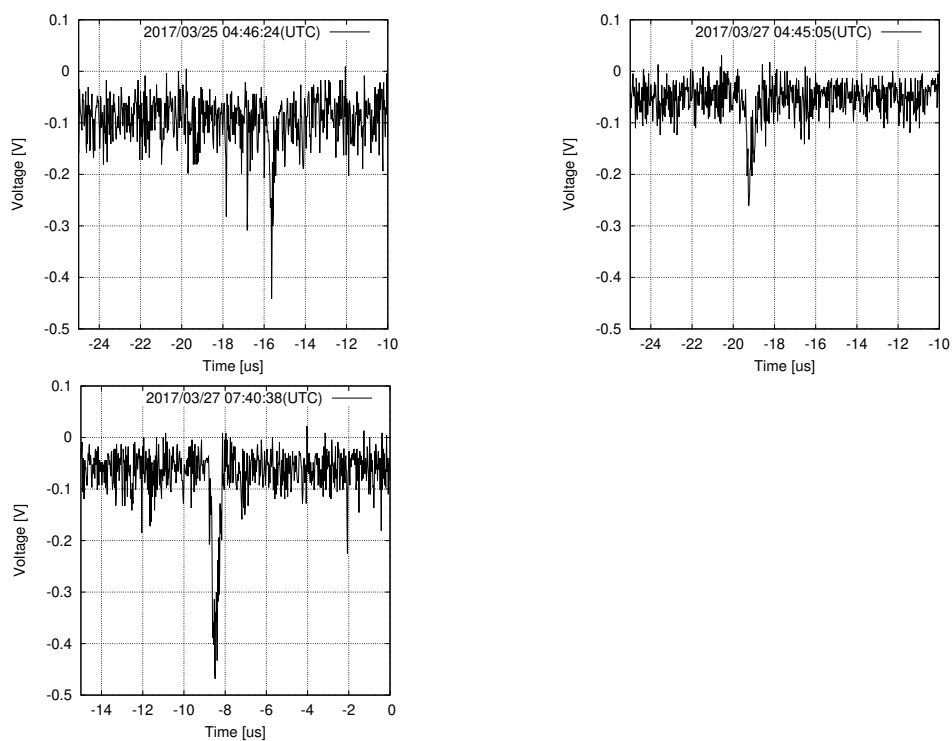 2017/03/25 04:46:24(UTC)
0.1
0
-0.1
-0.2
-0.3
-0.4
-0.5
Voltage [V]
-24 -22 -20 -18 -16 -14 -12 -10
Time [us]
2017/03/27 04:45:05(UTC)
0.1
0
-0.1
-0.2
-0.3
-0.4
-0.5
Voltage [V]
-24 -22 -20 -18 -16 -14 -12 -10
Time [us]
2017/03/27 07:40:38(UTC)
0.1
0
-0.1
-0.2
-0.3
-0.4
-0.5
Voltage [V]
-14 -12 -10 -8 -6 -4 -2 0
Time [us]